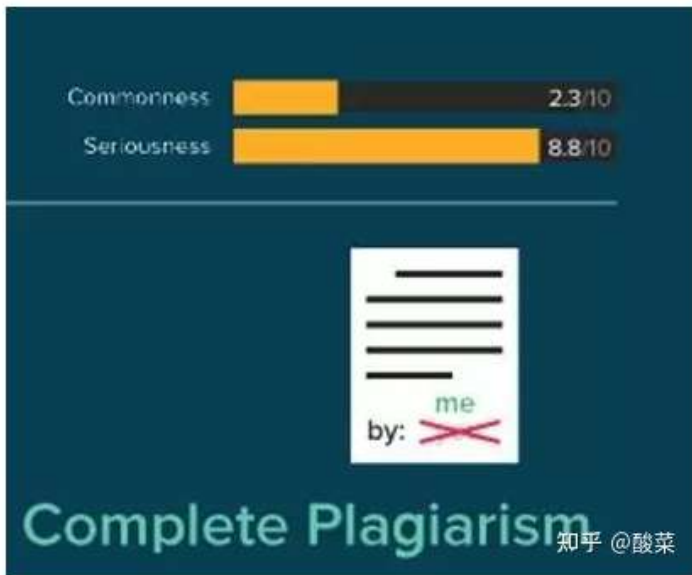 Commonness 2.3/10
Seriousness 8.8/10
me
by:
Complete Plagiarism
知乎 @酸菜